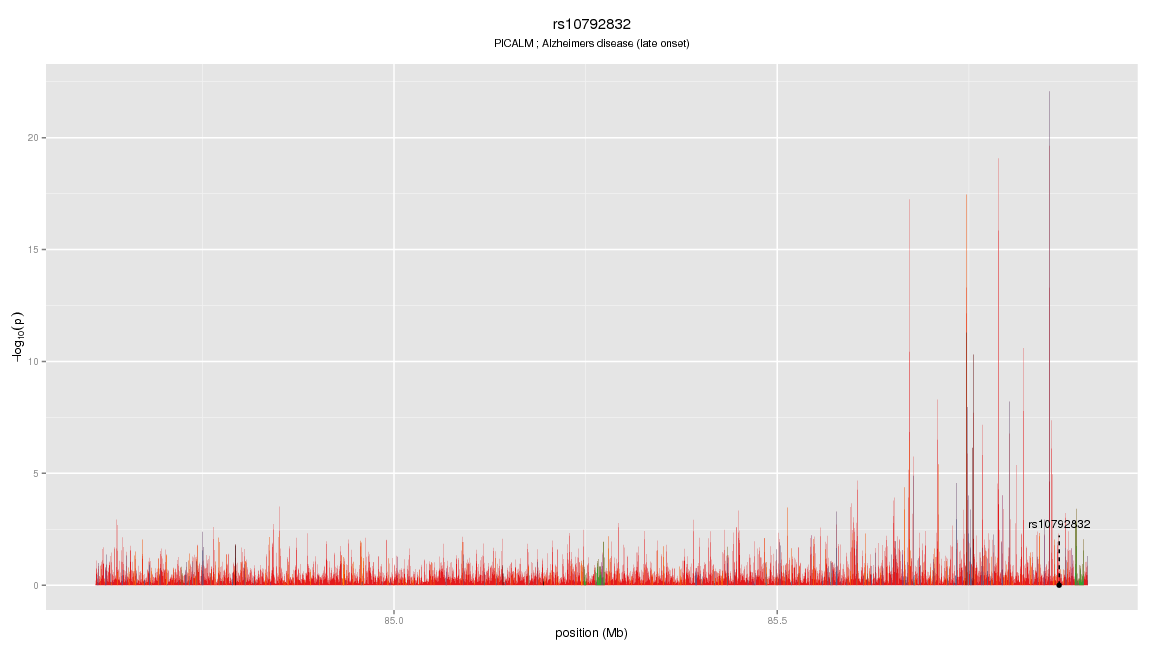 rs10792832
PICALM ; Alzheimers disease (late onset)
20
15
10
5
0
−log10(p)
rs10792832
85.0
85.5
position (Mb)